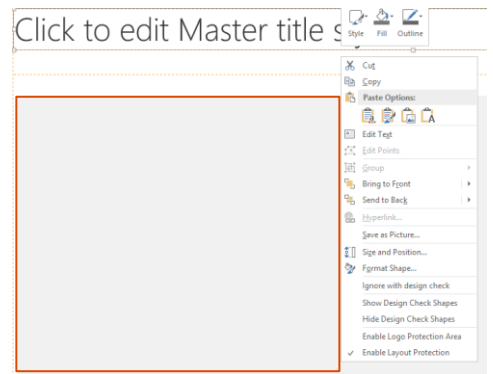 Click to edit Master title s
Style Fill Outline
Cut
Copy
Paste Options:
Edit Text
Edit Points
Group
Bring to Front
Send to Back
Hyperlink...
Save as Picture...
Size and Position...
Format Shape...
Ignore with design check
Show Design Check Shapes
Hide Design Check Shapes
Enable Logo Protection Area
Enable Layout Protection